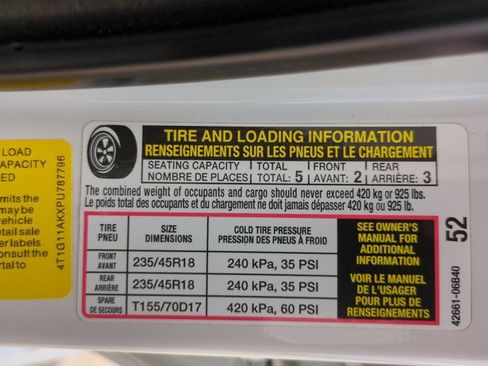 LOAD
APACITY
ED
mits the
may be
vehicle
etail sale
er labels.
onsult the
rtal to
4T1G11AKXPU787796
TIRE AND LOADING INFORMATION
RENSEIGNEMENTS SUR LES PNEUS ET LE CHARGEMENT
SEATING CAPACITY TOTAL FRONT REAR
NOMBRE DE PLACES TOTAL: 5 AVANT: 2 ARRIÈRE: 3
The combined weight of occupants and cargo should never exceed 420 kg or 925 lbs.
Le poids total des occupants et du chargement ne doit jamais dépasser 420 kg ou 925 lb.
TIRE SIZE COLD TIRE PRESSURE
PNEU DIMENSIONS PRESSION DES PNEUS À FROID
FRONT
AVANT 235/45R18 240 kPa, 35 PSI
REAR
ARRIÈRE 235/45R18 240 kPa, 35 PSI
SPARE
DE SECOURS T155/70D17 420 kPa, 60 PSI
SEE OWNER'S
MANUAL FOR
ADDITIONAL
INFORMATION
VOIR LE MANUEL
DE L'USAGER
POUR PLUS DE
RENSEIGNEMENTS
52
42661-06B40